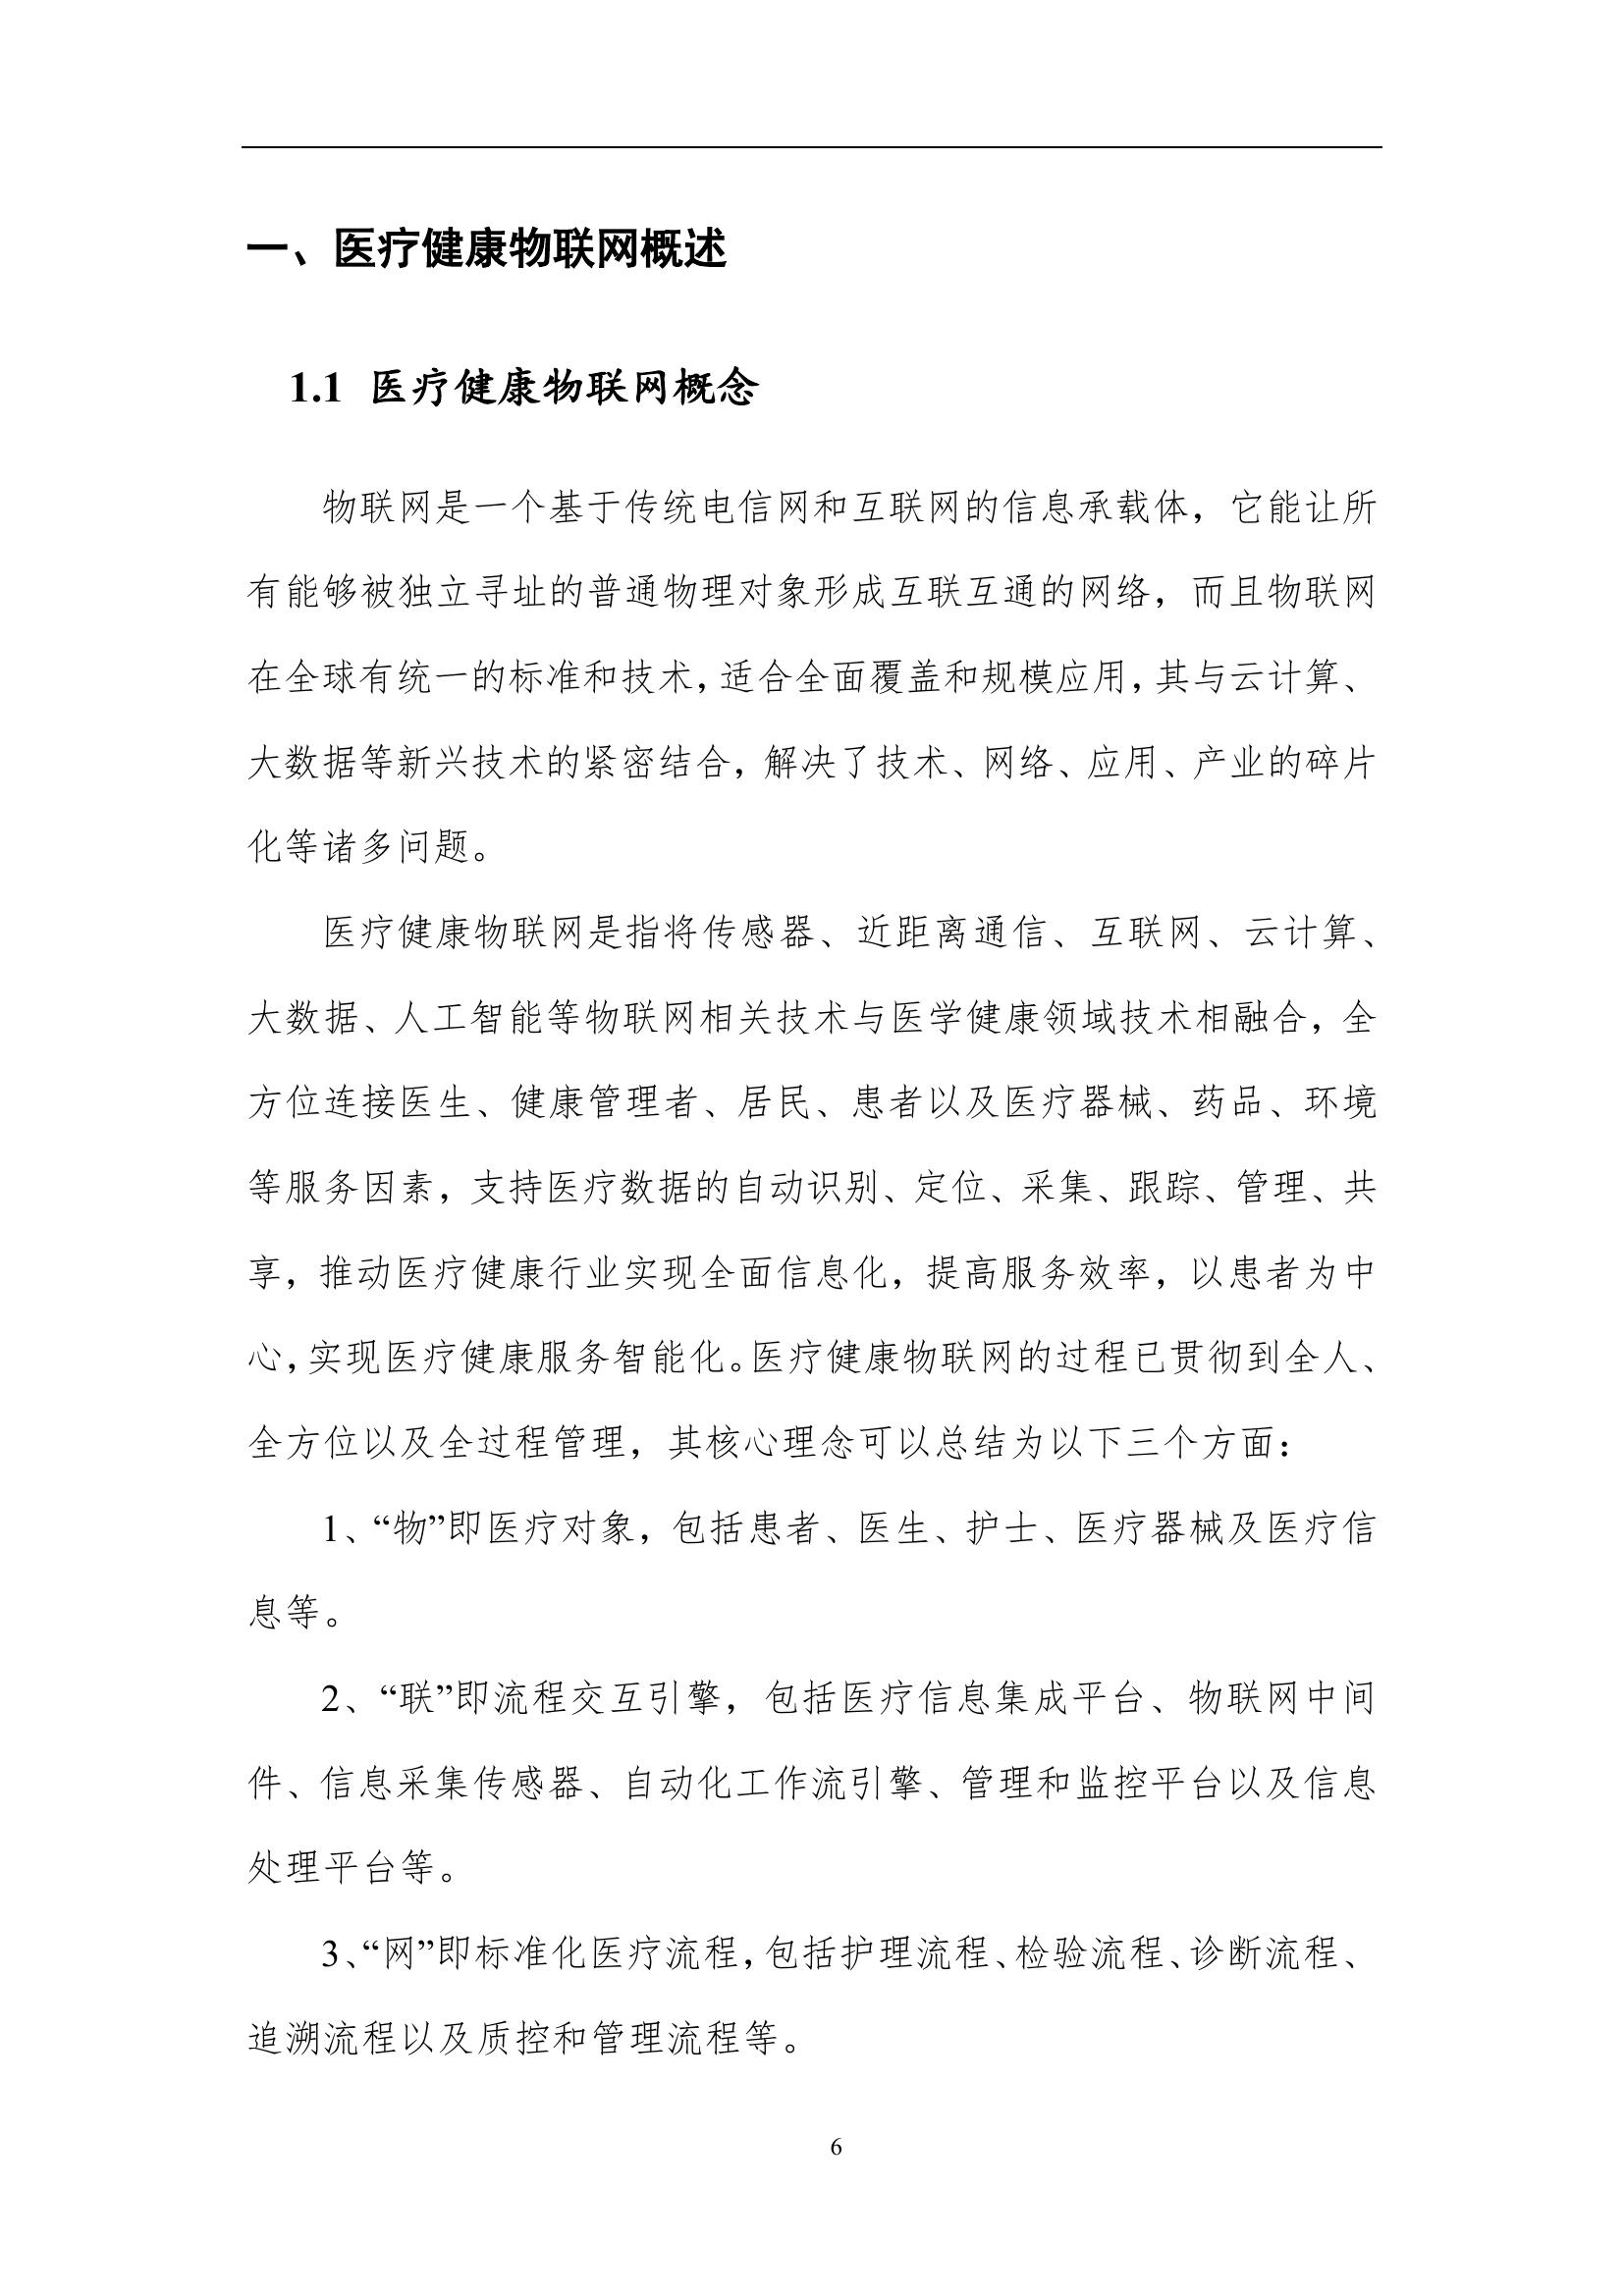 一、医疗健康物联网概述
1.1 医疗健康物联网概念
物联网是一个基于传统电信网和互联网的信息承载体，它能让所
有能够被独立寻址的普通物理对象形成互联互通的网络，而且物联网
在全球有统一的标准和技术，适合全面覆盖和规模应用，其与云计算、
大数据等新兴技术的紧密结合，解决了技术、网络、应用、产业的碎片
化等诸多问题。
医疗健康物联网是指将传感器、近距离通信、互联网、云计算、
大数据、人工智能等物联网相关技术与医学健康领域技术相融合，全
方位连接医生、健康管理者、居民、患者以及医疗器械、药品、环境
等服务因素，支持医疗数据的自动识别、定位、采集、跟踪、管理、共
享，推动医疗健康行业实现全面信息化，提高服务效率，以患者为中
心，实现医疗健康服务智能化。医疗健康物联网的过程已贯彻到全人、
全方位以及全过程管理，其核心理念可以总结为以下三个方面：
1、“物”即医疗对象，包括患者、医生、护士、医疗器械及医疗信
息等。
2、“联”即流程交互引擎，包括医疗信息集成平台、物联网中间
件、信息采集传感器、自动化工作流引擎、管理和监控平台以及信息
处理平台等。
3、“网”即标准化医疗流程，包括护理流程、检验流程、诊断流程、
追溯流程以及质控和管理流程等。
6